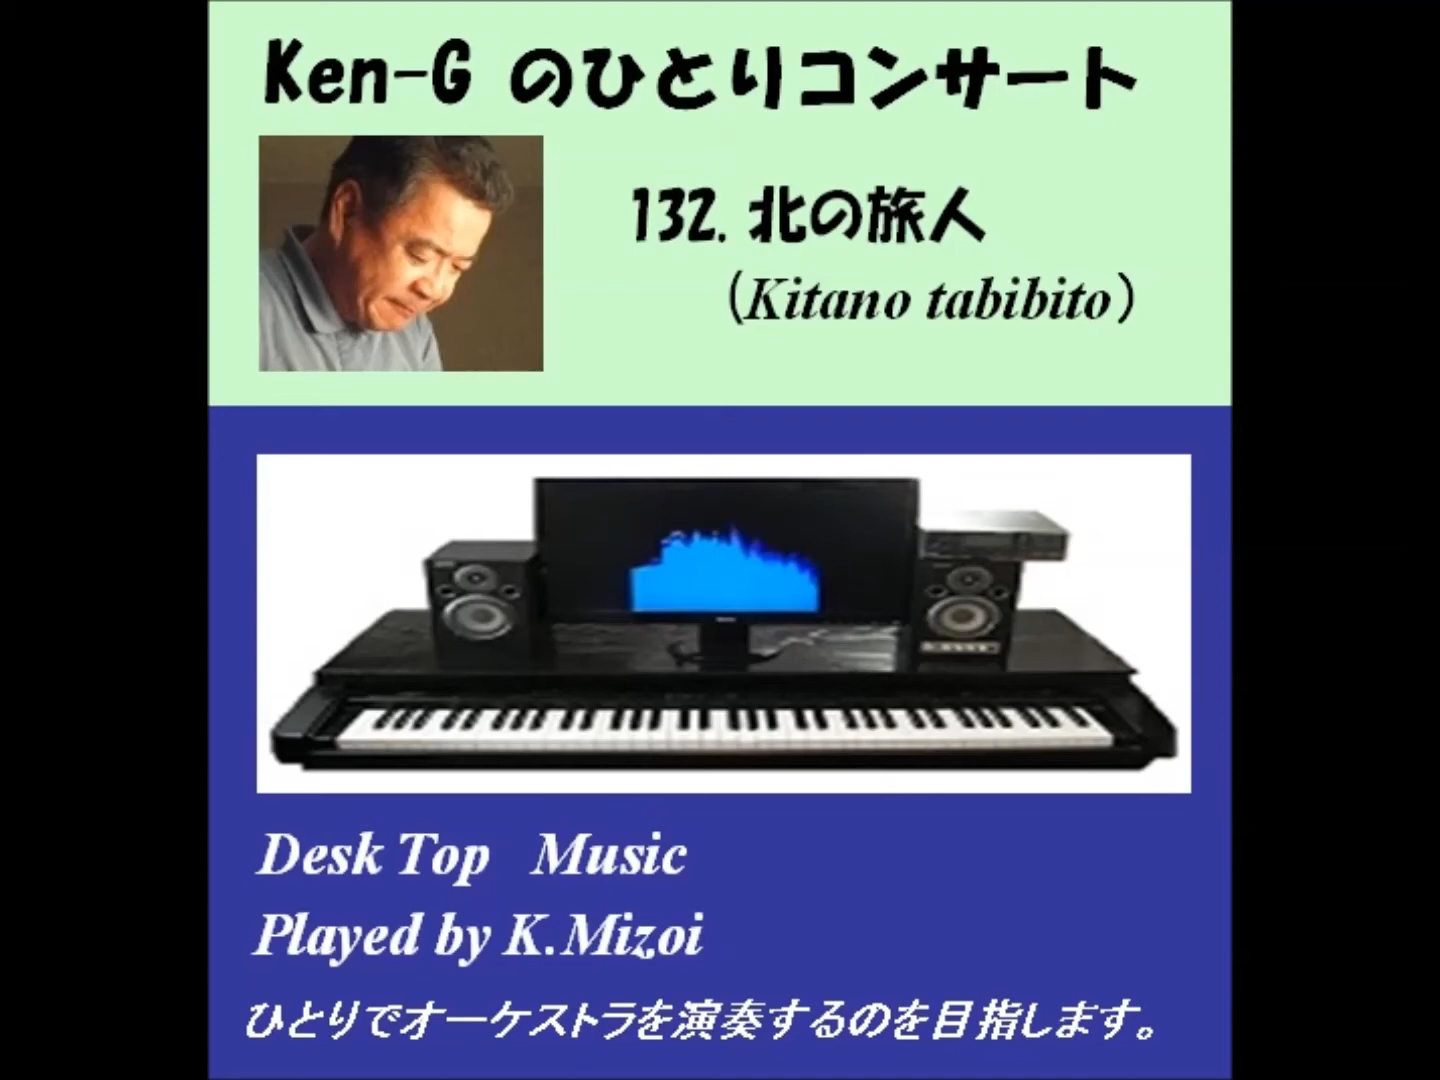 Ken-G のひとりコンサート
132. 北の旅人
(Kitano tabibito)
Desk Top Music
Played by K.Mizoi
ひとりでオーケストラを演奏するのを目指します。